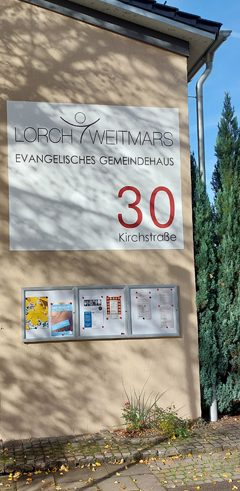 LORCH WEITMARS
EVANGELISCHES GEMEINDEHAUS
30
Kirchstraße